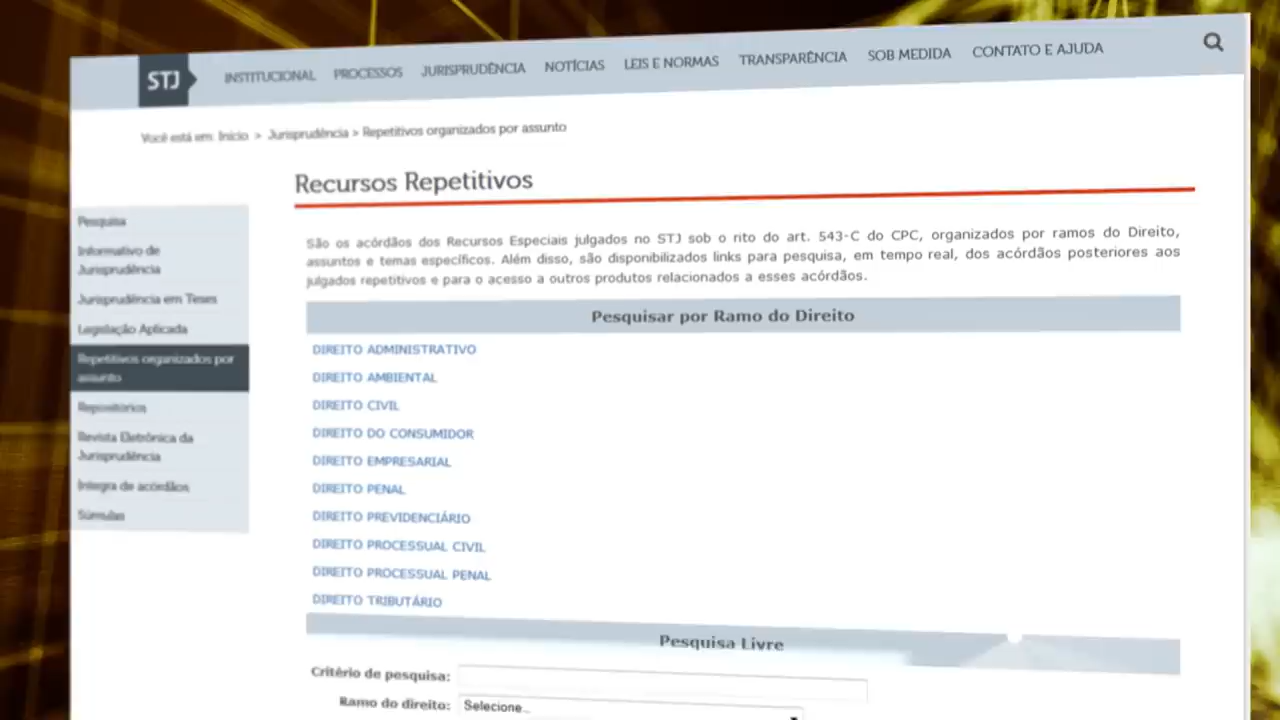 STJ
INSTITUCIONAL PROCESSOS JURISPRUDÊNCIA NOTÍCIAS LEIS E NORMAS TRANSPARÊNCIA SOB MEDIDA CONTATO E AJUDA
Você está em: Início > Jurisprudência > Repetitivos organizados por assunto
Recursos Repetitivos
Pesquisa
Informativo de
Jurisprudência
Jurisprudência em Teses
Legislação Aplicada
Repetitivos organizados por
assunto
Repositórios
Revista Eletrônica da
Jurisprudência
Íntegra de acórdãos
Súmulas
São os acórdãos dos Recursos Especiais julgados no STJ sob o rito do art. 543-C do CPC, organizados por ramos do Direito,
assuntos e temas específicos. Além disso, são disponibilizados links para pesquisa, em tempo real, dos acórdãos posteriores aos
julgados repetitivos e para o acesso a outros produtos relacionados a esses acórdãos.
Pesquisar por Ramo do Direito
DIREITO ADMINISTRATIVO
DIREITO AMBIENTAL
DIREITO CIVIL
DIREITO DO CONSUMIDOR
DIREITO EMPRESARIAL
DIREITO PENAL
DIREITO PREVIDENCIÁRIO
DIREITO PROCESSUAL CIVIL
DIREITO PROCESSUAL PENAL
DIREITO TRIBUTÁRIO
Pesquisa Livre
Critério de pesquisa:
Ramo do direito: Selecione...